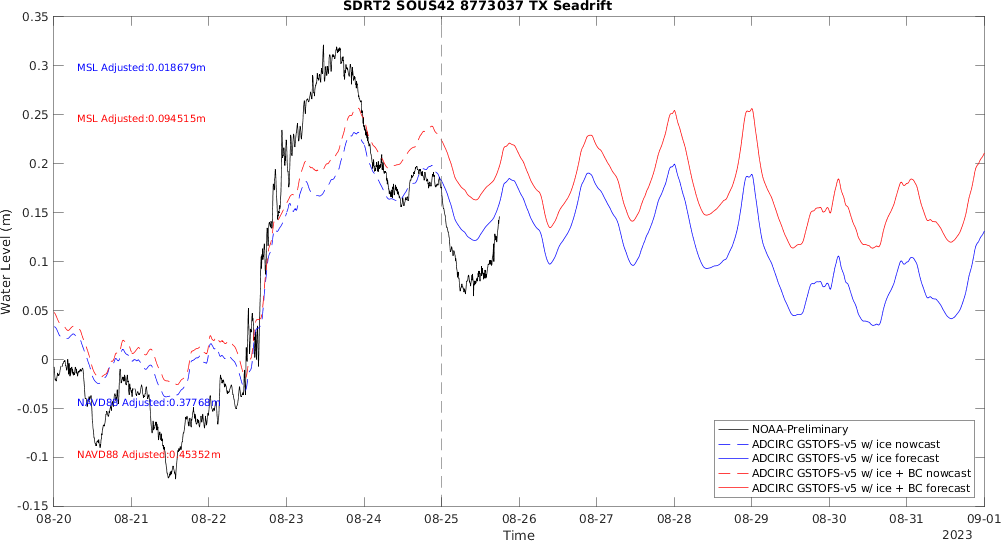 SDRT2 SOUS42 8773037 TX Seadrift
0.35
0.3
0.25
0.2
0.15
0.1
0.05
0
-0.05
-0.1
-0.15
Water Level (m)
MSL Adjusted:0.018679m
MSL Adjusted:0.094515m
NAVD88 Adjusted:0.37768m
NAVD88 Adjusted:0.45352m
NOAA-Preliminary
ADCIRC GSTOFS-v5 w/ ice nowcast
ADCIRC GSTOFS-v5 w/ ice forecast
ADCIRC GSTOFS-v5 w/ ice + BC nowcast
ADCIRC GSTOFS-v5 w/ ice + BC forecast
08-20 08-21 08-22 08-23 08-24 08-25 08-26 08-27 08-28 08-29 08-30 08-31 09-01
Time
2023